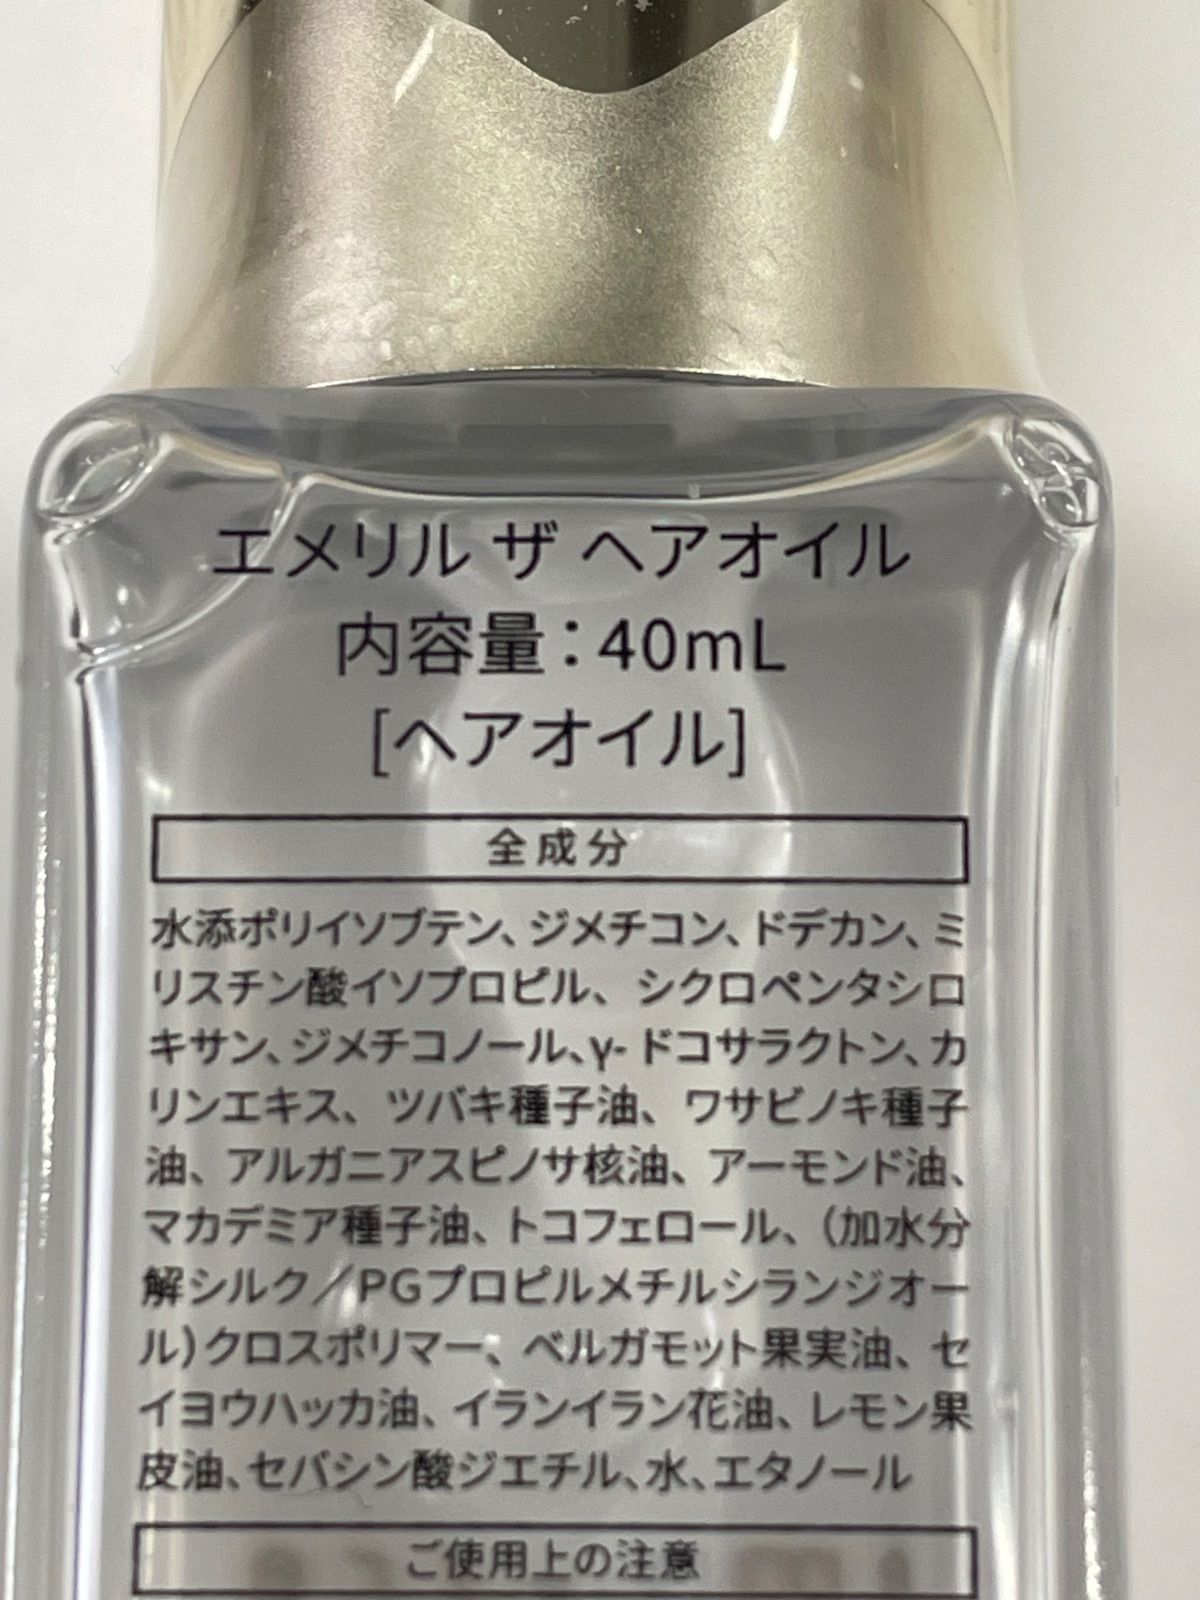 エメリル ザ ヘアオイル
内容量：40mL
[ヘアオイル]
全成分
水添ポリイソブテン、ジメチコン、ドデカン、ミ
リスチン酸イソプロピル、シクロペンタシロ
キサン、ジメチコノール、γ-ドコサラクトン、カ
リンエキス、ツバキ種子油、ワサビノキ種子
油、アルガニアスピノサ核油、アーモンド油、
マカデミア種子油、トコフェロール、（加水分
解シルク／PGプロピルメチルシランジオー
ル）クロスポリマー、ベルガモット果実油、セ
イヨウハッカ油、イランイラン花油、レモン果
皮油、セバシン酸ジエチル、水、エタノール
ご使用上の注意